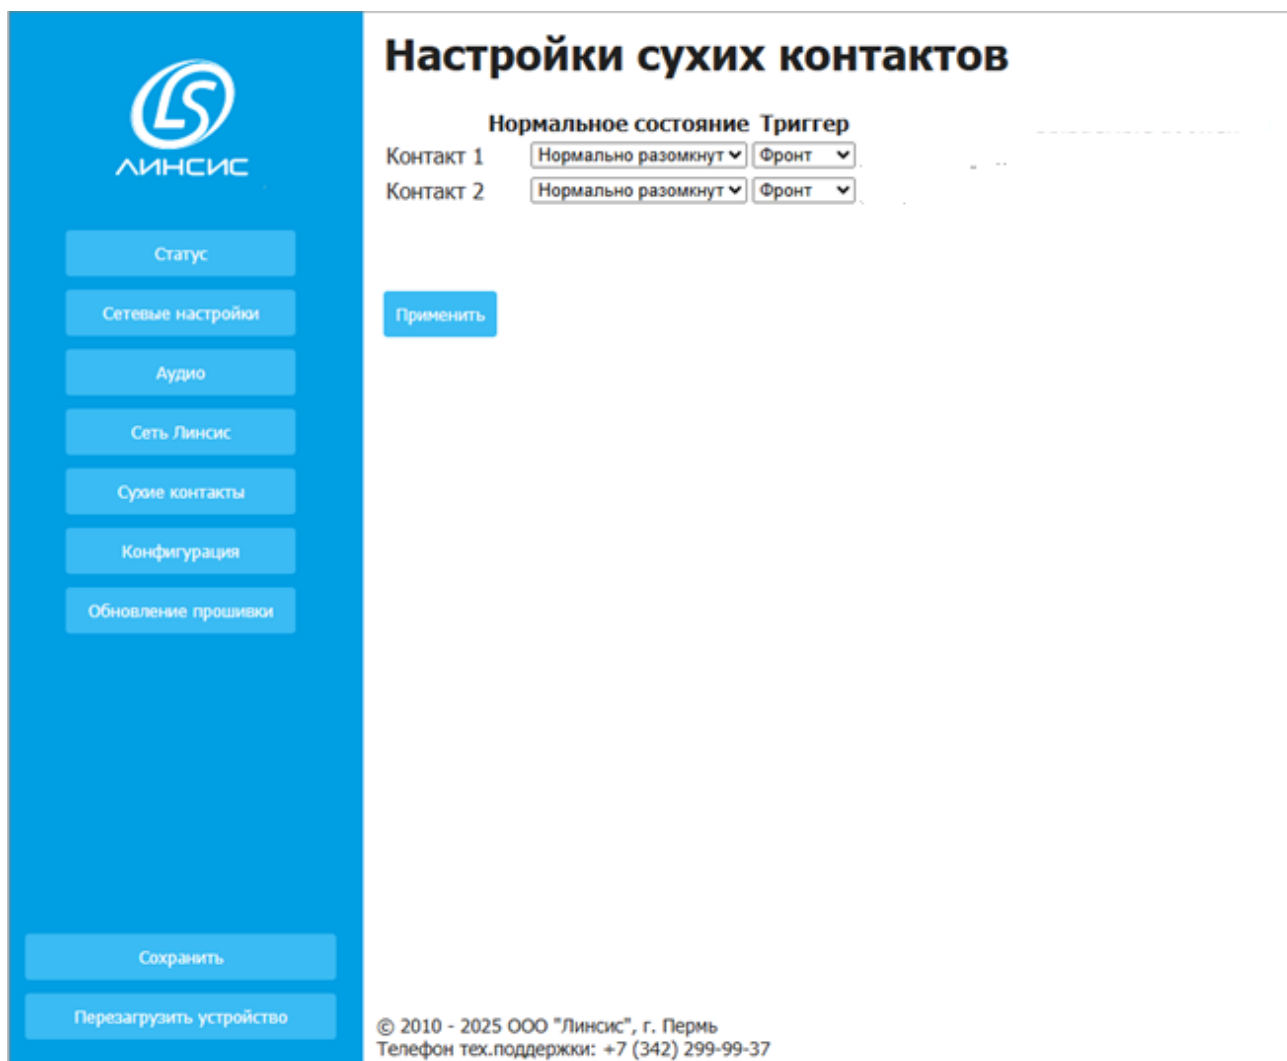 ЛИНСИС
Статус
Сетевые настройки
Аудио
Сеть Линсис
Сухие контакты
Конфигурация
Обновление прошивки
Сохранить
Перезагрузить устройство
Настройки сухих контактов
Нормальное состояние Триггер
Контакт 1 Нормально разомкнут Фронт
Контакт 2 Нормально разомкнут Фронт
Применить
© 2010 - 2025 ООО "Линсис", г. Пермь
Телефон тех.поддержки: +7 (342) 299-99-37